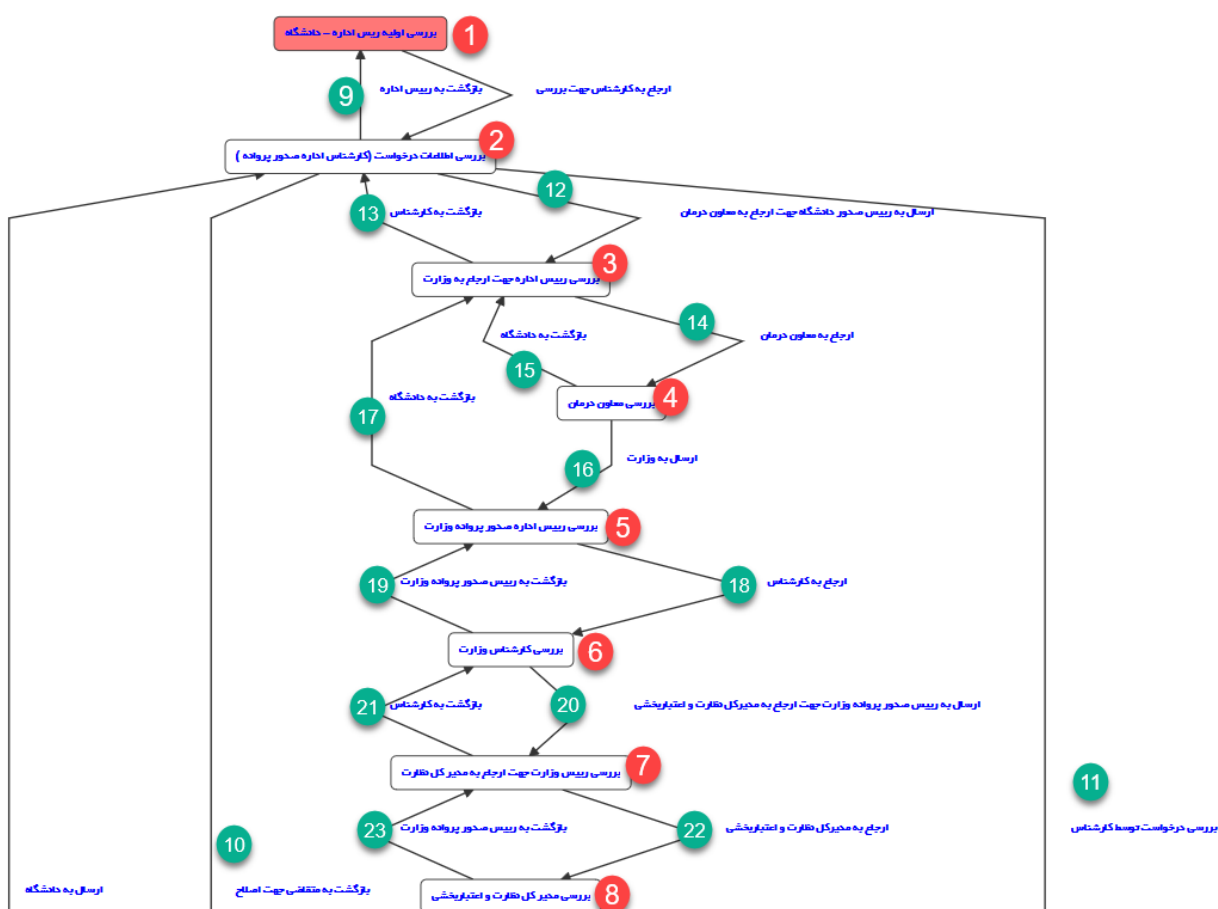 بررسی اولیه ریس اداره - دانشگاه
1
9
بازگشت به رییس اداره
ارجاع به کارشناس جهت بررسی
2
بررسی اطلاعات درخواست (کارشناس اداره صدور پروانه )
12
13
بازگشت به کارشناس
ارسال به رییس صدور دانشگاه جهت ارجاع به معاون درمان
3
بررسی رییس اداره جهت ارجاع به وزارت
14
ارجاع به معاون درمان
بازگشت به دانشگاه
15
4
بررسی معاون درمان
17
بازگشت به دانشگاه
16
ارسال به وزارت
5
بررسی رییس اداره صدور پروانه وزارت
19
بازگشت به رییس صدور پروانه وزارت
18
ارجاع به کارشناس
6
بررسی کارشناس وزارت
21
بازگشت به کارشناس
20
ارسال به رییس صدور پروانه وزارت جهت ارجاع به مدیرکل نظارت و اعتباربخشی
7
بررسی رییس وزارت جهت ارجاع به مدیر کل نظارت
11
بررسی درخواست توسط کارشناس
23
بازگشت به رییس صدور پروانه وزارت
22
ارجاع به مدیرکل نظارت و اعتباربخشی
10
بازگشت به متقاضی جهت اصلاح
ارسال به دانشگاه
8
بررسی مدیر کل نظارت و اعتباربخشی